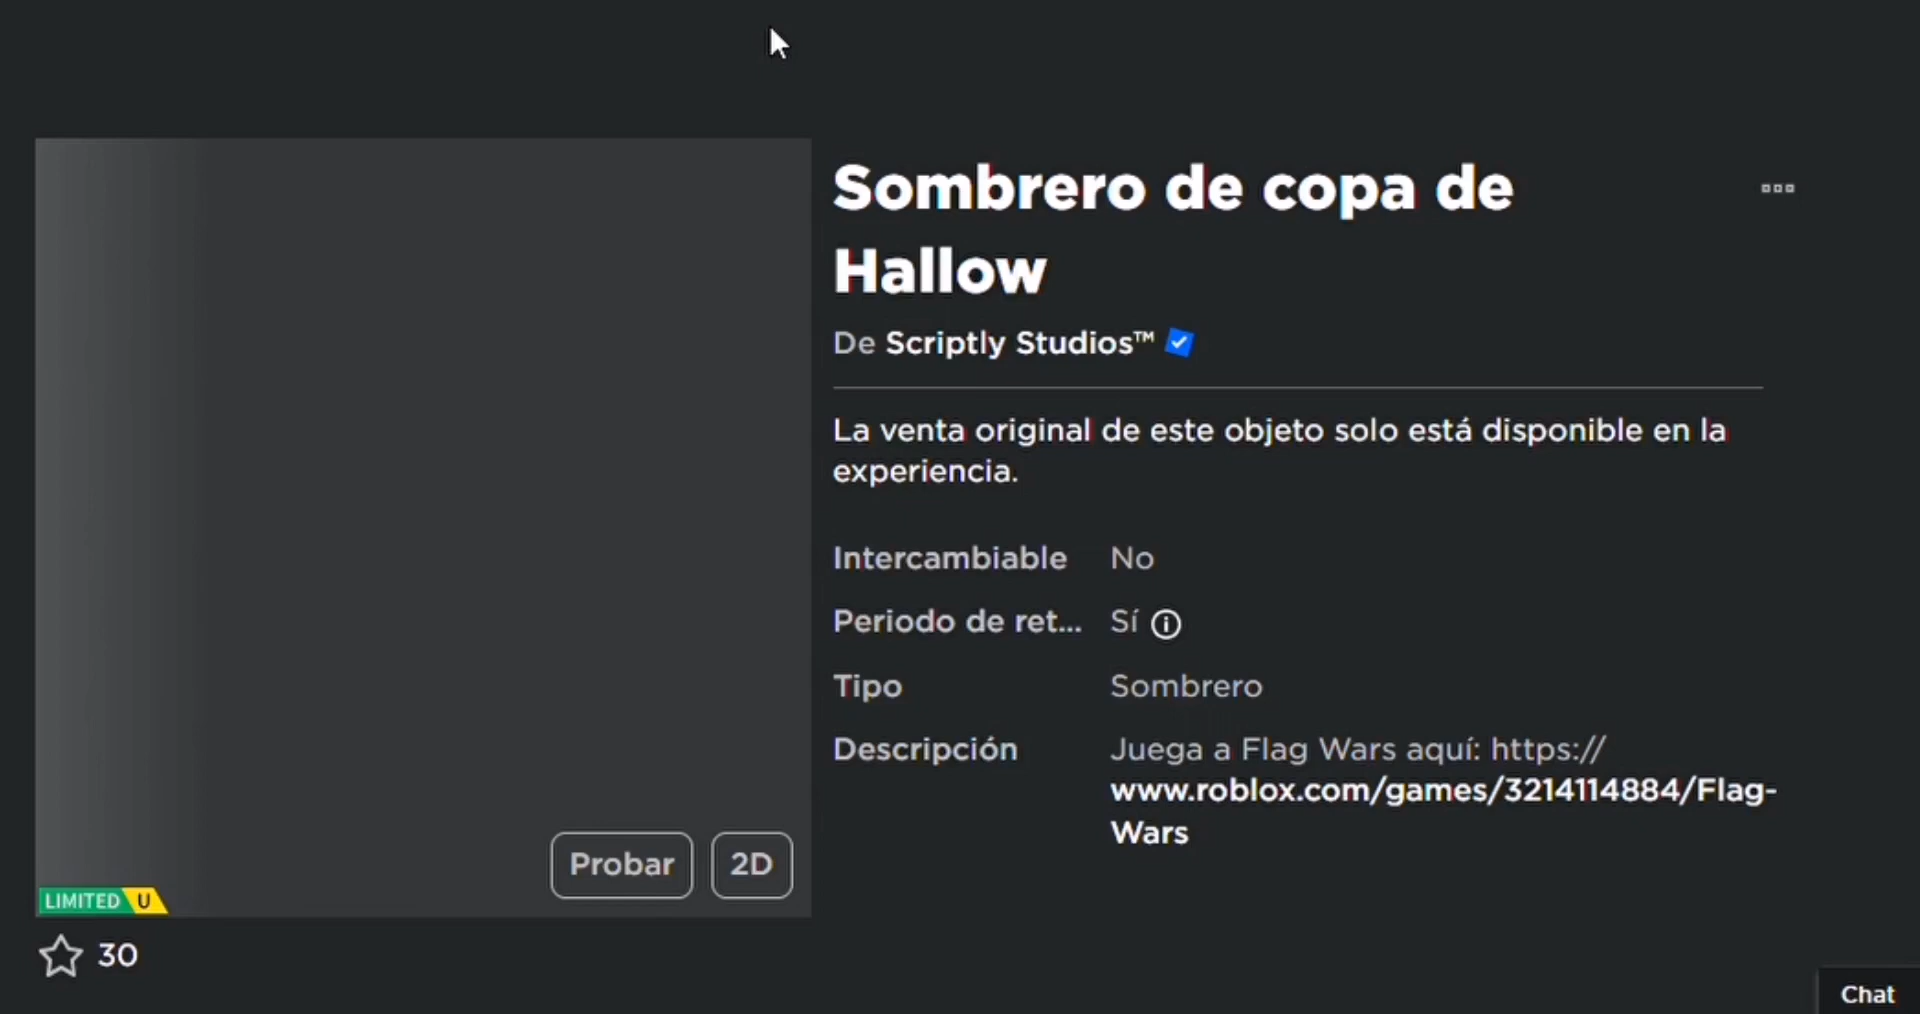 Sombrero de copa de
Hallow
De Scriptly Studios™
La venta original de este objeto solo está disponible en la
experiencia.
Intercambiable No
Periodo de ret... Sí
Tipo Sombrero
Descripción Juega a Flag Wars aquí: https://
www.roblox.com/games/3214114884/Flag-
Wars
Probar 2D
LIMITED U
30
Chat